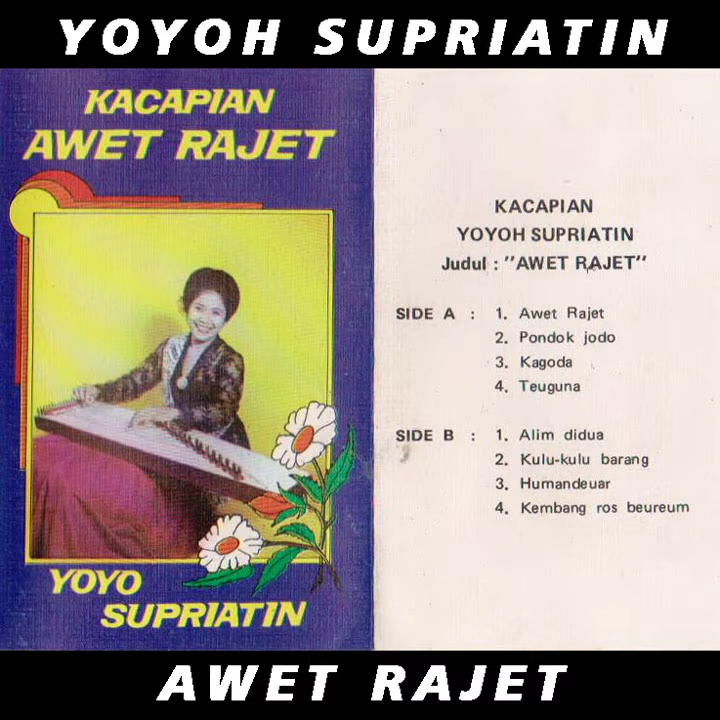 YOYOH SUPRIATIN
KACAPIAN
AWET RAJET
YOYO
SUPRIATIN
KACAPIAN
YOYOH SUPRIATIN
Judul : "AWET RAJET"
SIDE A : 1. Awet Rajet
2. Pondok jodo
3. Kagoda
4. Teuguna
SIDE B : 1. Alim didua
2. Kulu-kulu barang
3. Humandeuar
4. Kembang ros beureum
AWET RAJET